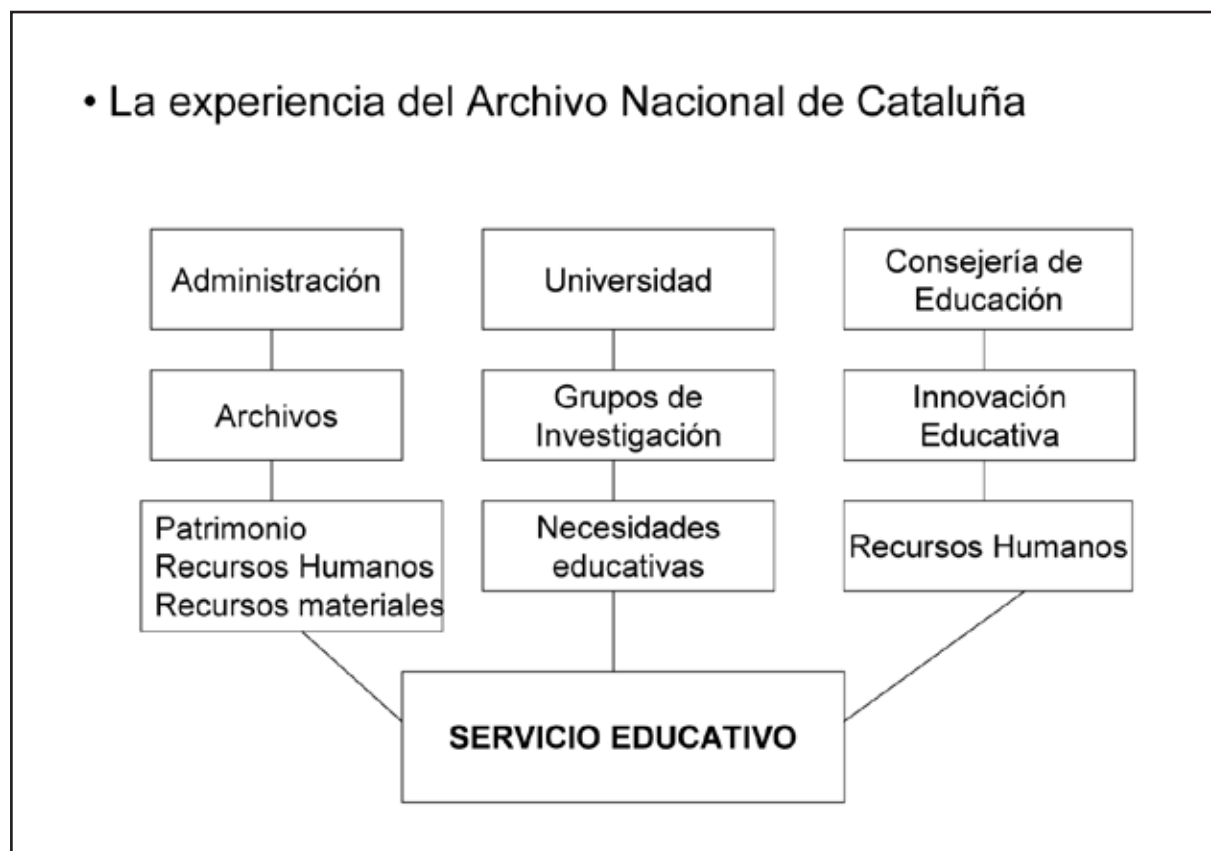 • La experiencia del Archivo Nacional de Cataluña
Administración
Universidad
Consejería de
Educación
Archivos
Grupos de
Investigación
Innovación
Educativa
Patrimonio
Recursos Humanos
Recursos materiales
Necesidades
educativas
Recursos Humanos
SERVICIO EDUCATIVO